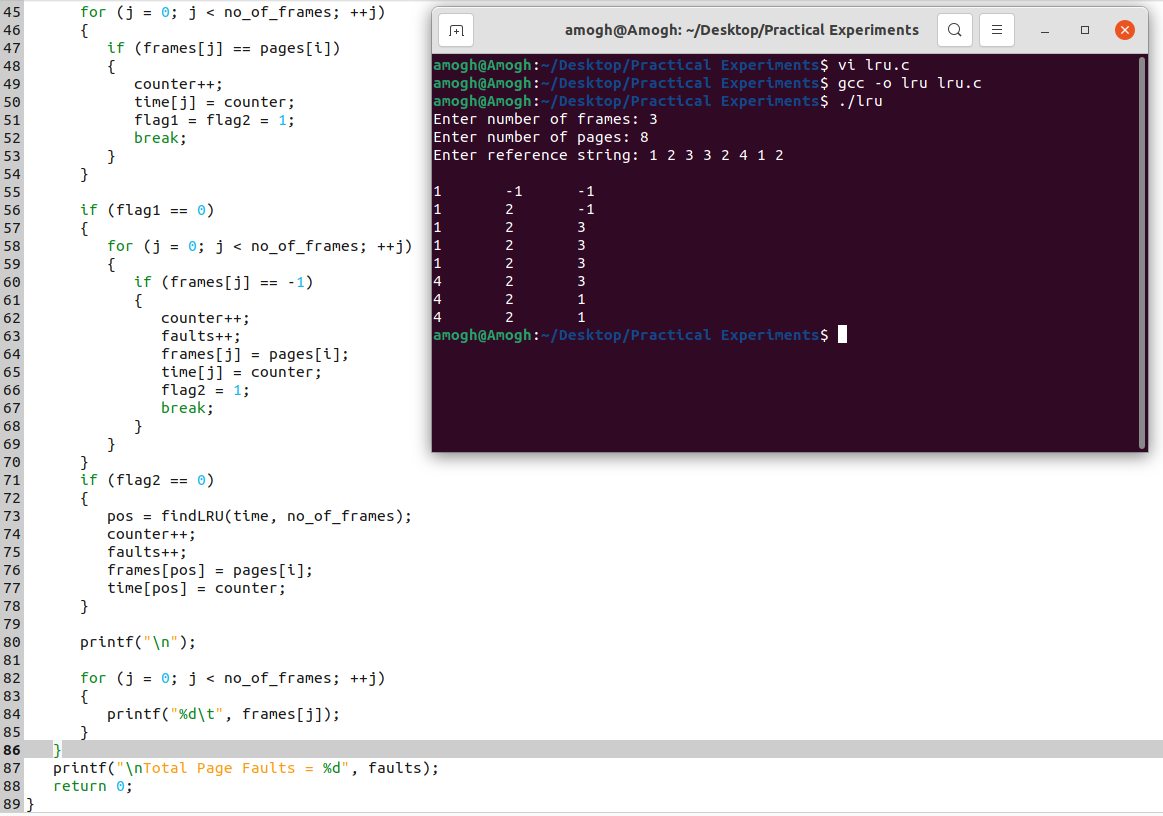 45       for (j = 0; j < no_of_frames; ++j)
46       {
47          if (frames[j] == pages[i])
48          {
49             counter++;
50             time[j] = counter;
51             flag1 = flag2 = 1;
52             break;
53          }
54       }
55
56       if (flag1 == 0)
57       {
58          for (j = 0; j < no_of_frames; ++j)
59          {
60             if (frames[j] == -1)
61             {
62                counter++;
63                faults++;
64                frames[j] = pages[i];
65                time[j] = counter;
66                flag2 = 1;
67                break;
68             }
69          }
70       }
71       if (flag2 == 0)
72       {
73          pos = findLRU(time, no_of_frames);
74          counter++;
75          faults++;
76          frames[pos] = pages[i];
77          time[pos] = counter;
78       }
79
80       printf("\n");
81
82       for (j = 0; j < no_of_frames; ++j)
83       {
84          printf("%d\t", frames[j]);
85       }
86    }
87    printf("\nTotal Page Faults = %d", faults);
88    return 0;
89 }
amogh@Amogh: ~/Desktop/Practical Experiments
amogh@Amogh:~/Desktop/Practical Experiments$ vi lru.c
amogh@Amogh:~/Desktop/Practical Experiments$ gcc -o lru lru.c
amogh@Amogh:~/Desktop/Practical Experiments$ ./lru
Enter number of frames: 3
Enter number of pages: 8
Enter reference string: 1 2 3 3 2 4 1 2

1       -1      -1
1       2       -1
1       2       3
1       2       3
1       2       3
4       2       3
4       2       1
4       2       1
amogh@Amogh:~/Desktop/Practical Experiments$